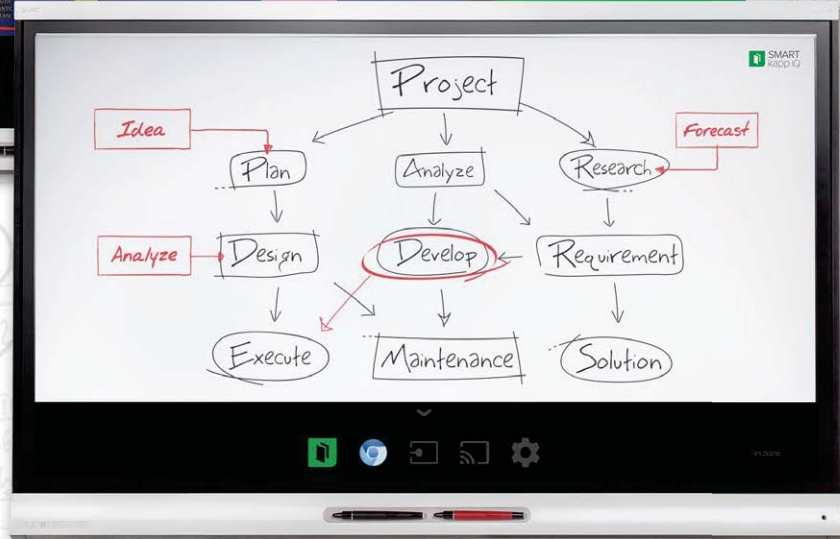 SMART
kapp iQ
Project
Idea
Forecast
Plan
Analyze
Research
Analyze
Design
Develop
Requirement
Execute
Maintenance
Solution